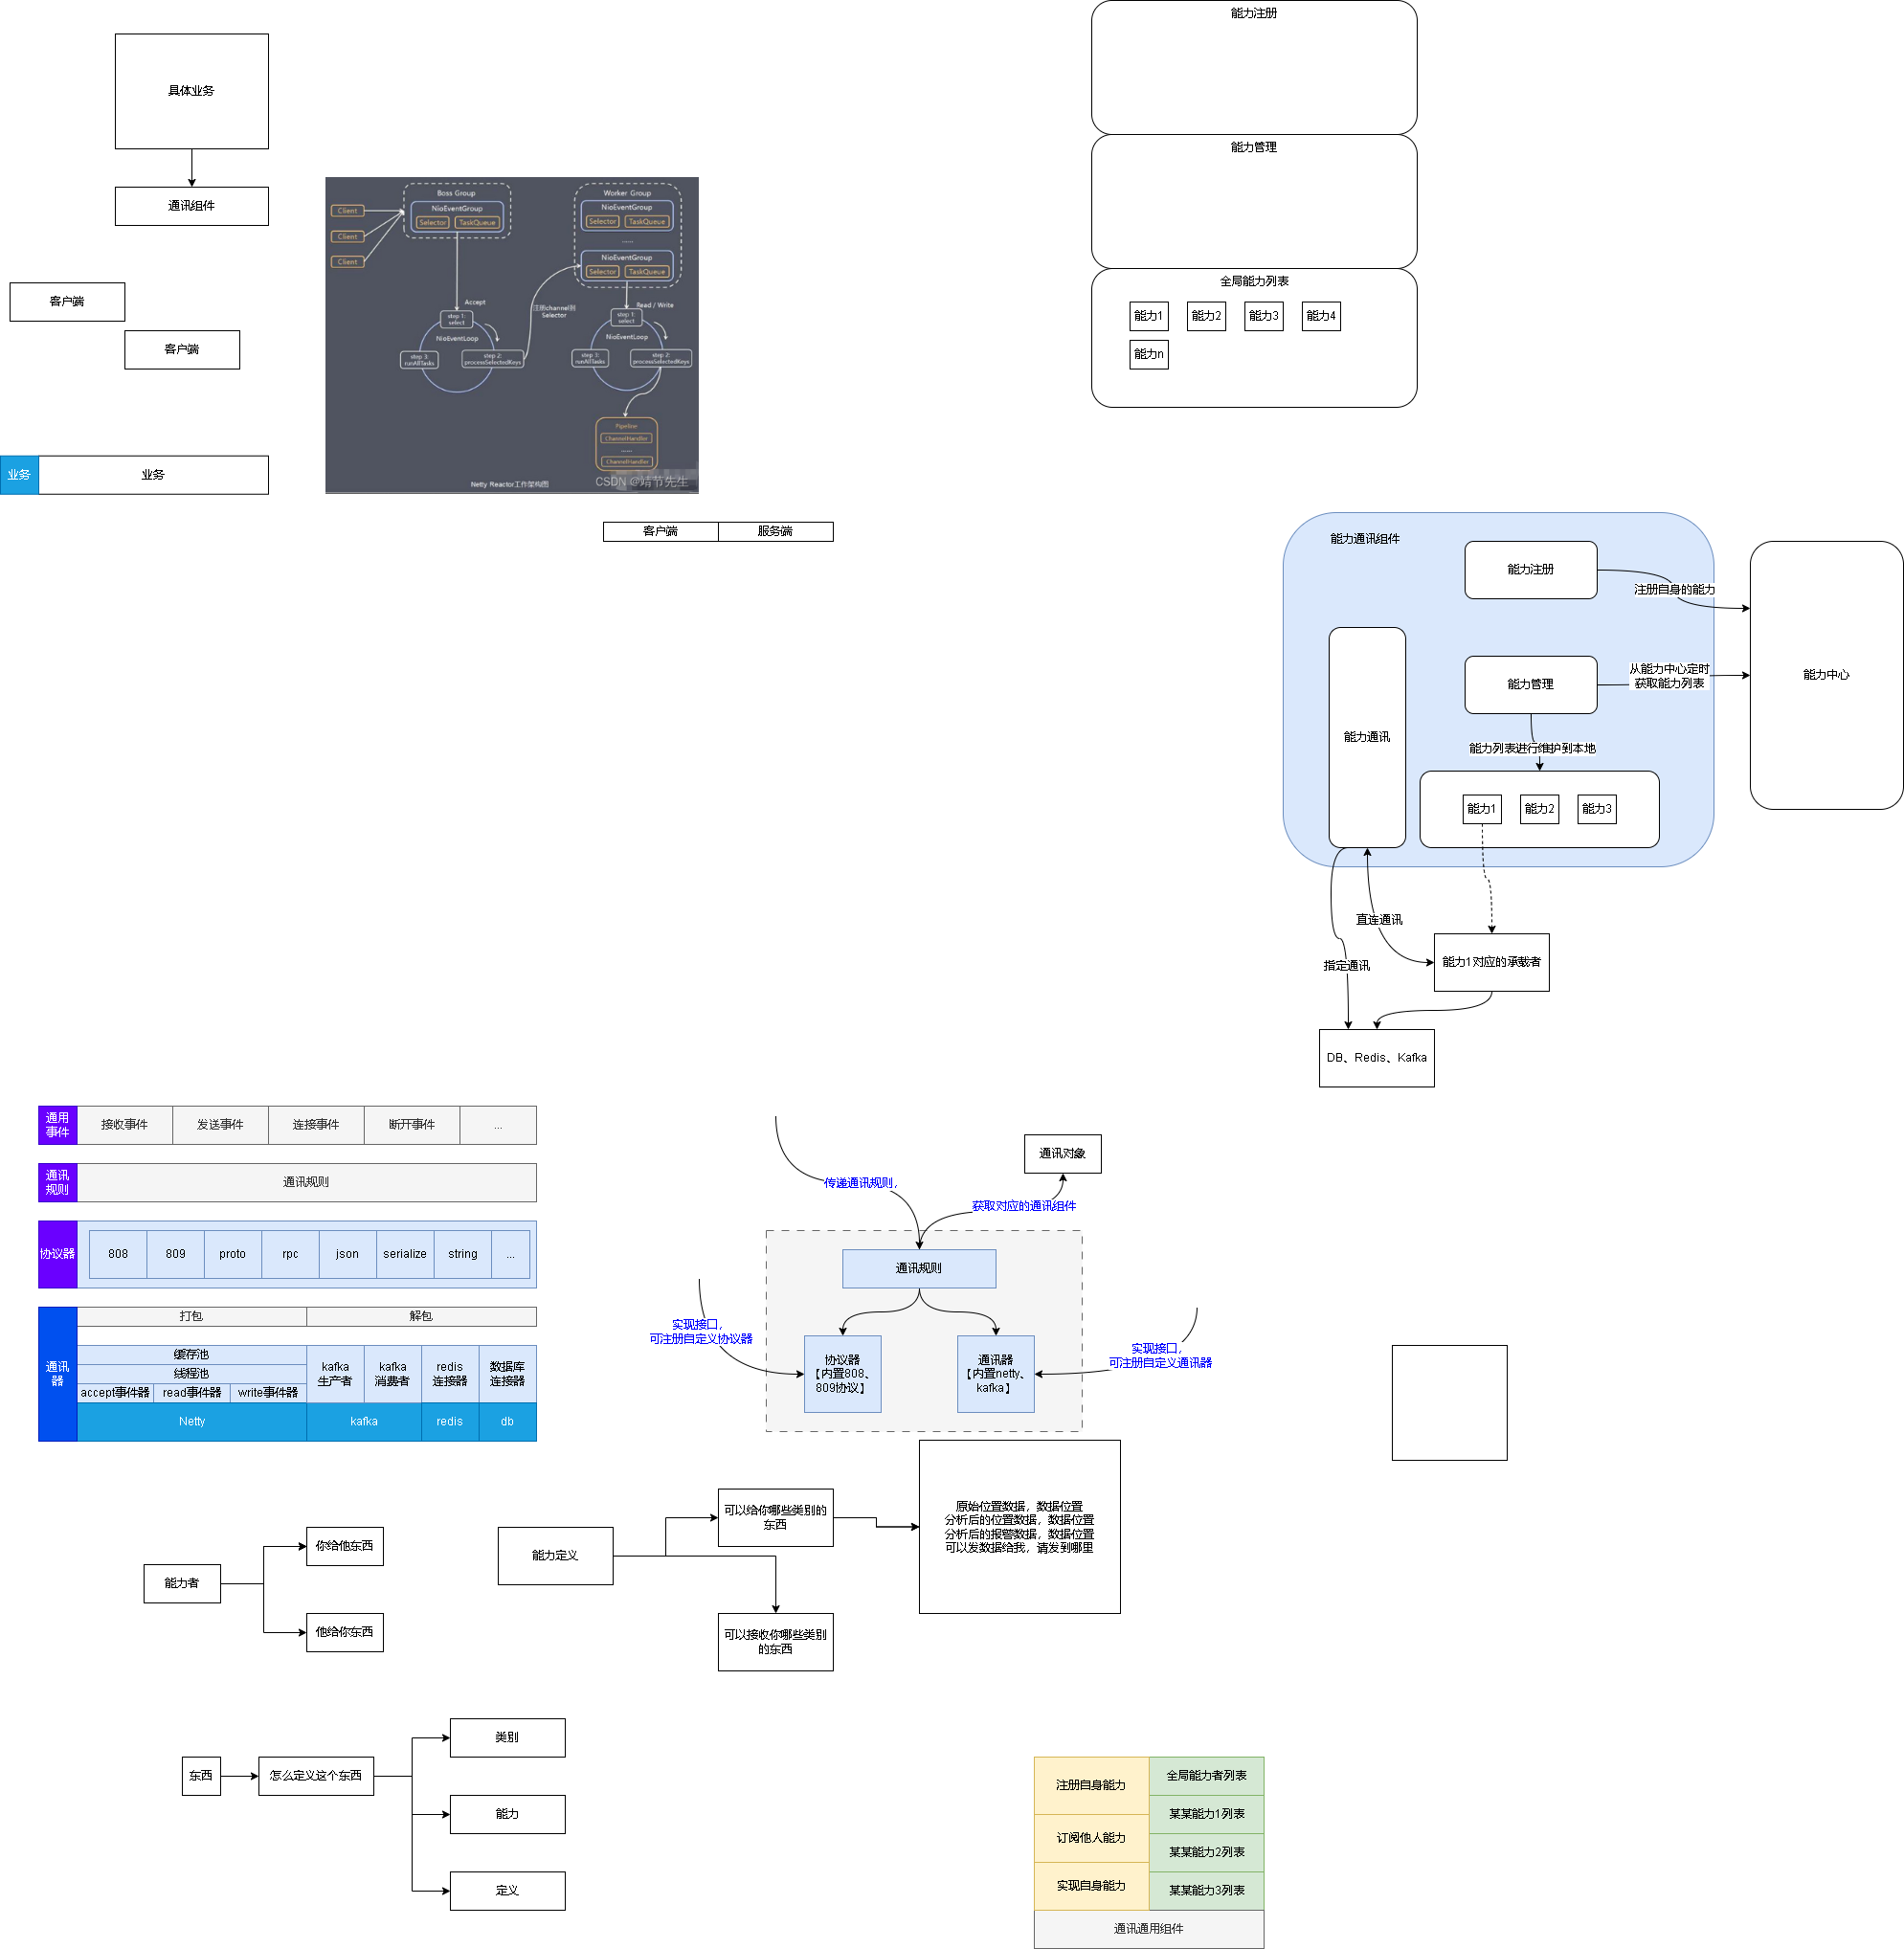 具体业务
通讯组件
客户端
客户端
业务
业务
Boss Group
NioEventGroup
Selector
TaskQueue
Client
Client
Client
Worker Group
NioEventGroup
Selector
TaskQueue
......
NioEventGroup
Selector
TaskQueue
Accept
step 1:
select
NioEventLoop
step 3:
runAllTasks
step 2:
processSelectedKeys
注册channel到
Selector
Read / Write
step 1:
select
NioEventLoop
step 3:
runAllTasks
step 2:
processSelectedKeys
Pipeline
ChannelHandler
......
ChannelHandler
Netty Reactor工作架构图
CSDN @靖节先生
客户端
服务端
能力注册
能力管理
全局能力列表
能力1
能力2
能力3
能力4
能力n
能力通讯组件
能力注册
注册自身的能力
能力管理
从能力中心定时
获取能力列表
能力中心
能力通讯
能力列表进行维护到本地
能力1
能力2
能力3
直连通讯
指定通讯
能力1对应的承载者
DB、Redis、Kafka
通用
事件
接收事件
发送事件
连接事件
断开事件
...
通讯
规则
通讯规则
协议器
808
809
proto
rpc
json
serialize
string
...
通讯
器
打包
解包
缓存池
线程池
accept事件器
read事件器
write事件器
kafka
生产者
kafka
消费者
redis
连接器
数据库
连接器
Netty
kafka
redis
db
传递通讯规则，
通讯对象
获取对应的通讯组件
通讯规则
实现接口，
可注册自定义协议器
协议器
【内置808、
809协议】
通讯器
【内置netty、
kafka】
实现接口，
可注册自定义通讯器
能力者
你给他东西
他给你东西
能力定义
可以给你哪些类别的
东西
可以接收你哪些类别
的东西
原始位置数据，数据位置
分析后的位置数据，数据位置
分析后的报警数据，数据位置
可以发数据给我，请发到哪里
东西
怎么定义这个东西
类别
能力
定义
注册自身能力
订阅他人能力
实现自身能力
全局能力者列表
某某能力1列表
某某能力2列表
某某能力3列表
通讯通用组件